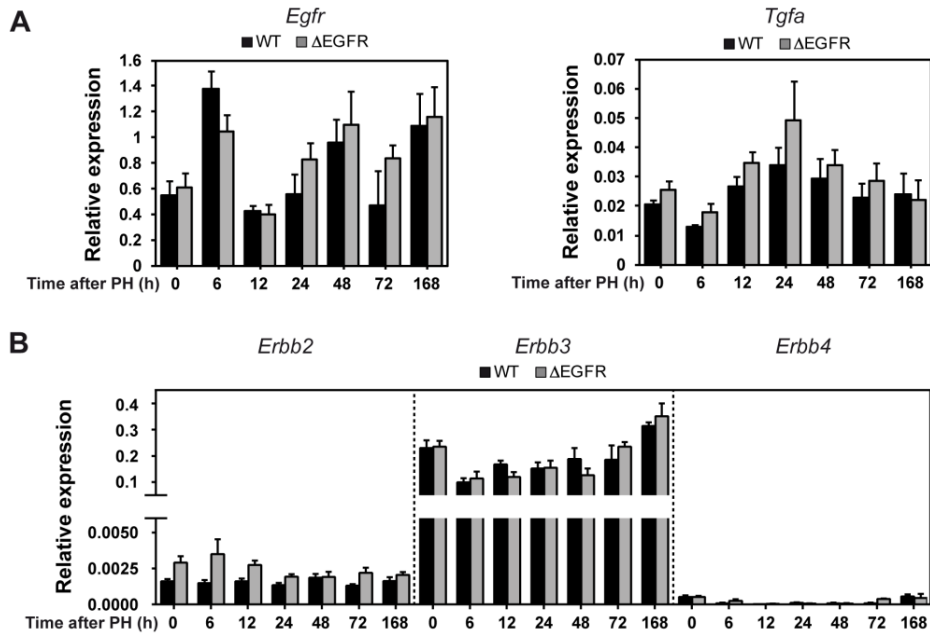 A
Egfr
WT ΔEGFR
Relative expression
1.6
1.4
1.2
1
0.8
0.6
0.4
0.2
0
Time after PH (h) 0 6 12 24 48 72 168
Tgfa
WT ΔEGFR
Relative expression
0.07
0.06
0.05
0.04
0.03
0.02
0.01
0
Time after PH (h) 0 6 12 24 48 72 168
B
Erbb2 Erbb3 Erbb4
WT ΔEGFR
Relative expression
0.4
0.3
0.2
0.1
0.0050
0.0025
0.0000
Time after PH (h) 0 6 12 24 48 72 168 0 6 12 24 48 72 168 0 6 12 24 48 72 168